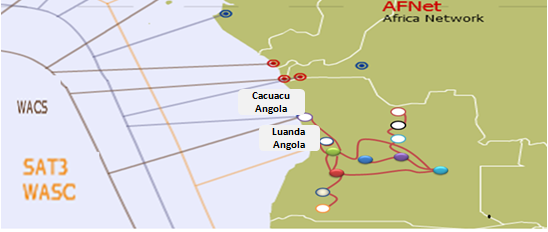 AFNet
Africa Network
Cacuacu
Angola
WACS
Luanda
Angola
SAT3
WASC